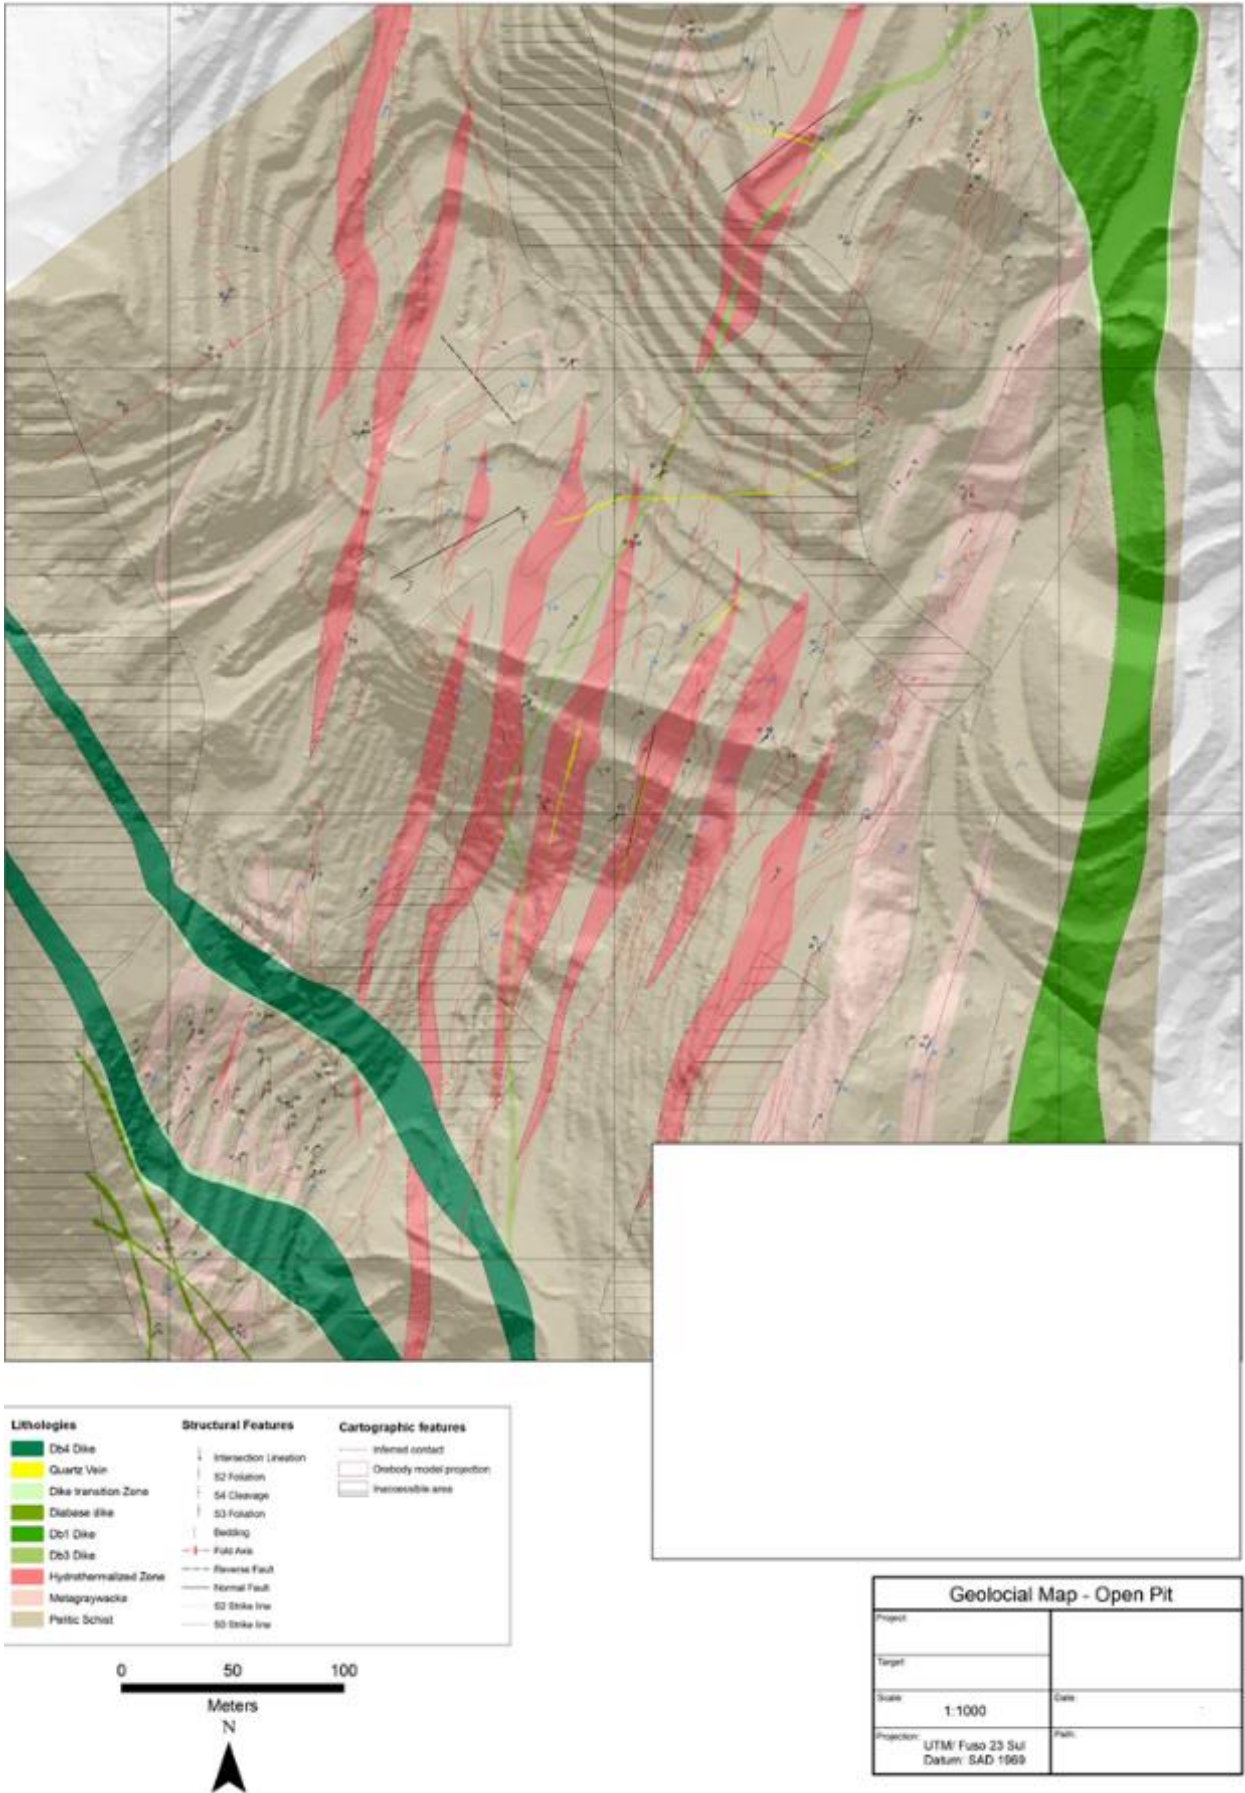 Lithologies
Db4 Dike
Quartz Vein
Dike transition Zone
Diabase dike
Db1 Dike
Db3 Dike
Hydrothermalized Zone
Metagraywacke
Pelitic Schist
Structural Features
Intersection Lineation
S2 Foliation
S4 Cleavage
S3 Foliation
Bedding
Fold Axis
Reverse Fault
Normal Fault
S2 Strike line
S0 Strike line
Cartographic features
Inferred contact
Orebody model projection
Inaccessible area
0 50 100
Meters
N
Geolocial Map - Open Pit
Project:
Target:
Scale
1:1000
Date
Projection:
UTM/ Fuso 23 Sul
Datum: SAD 1969
Path: